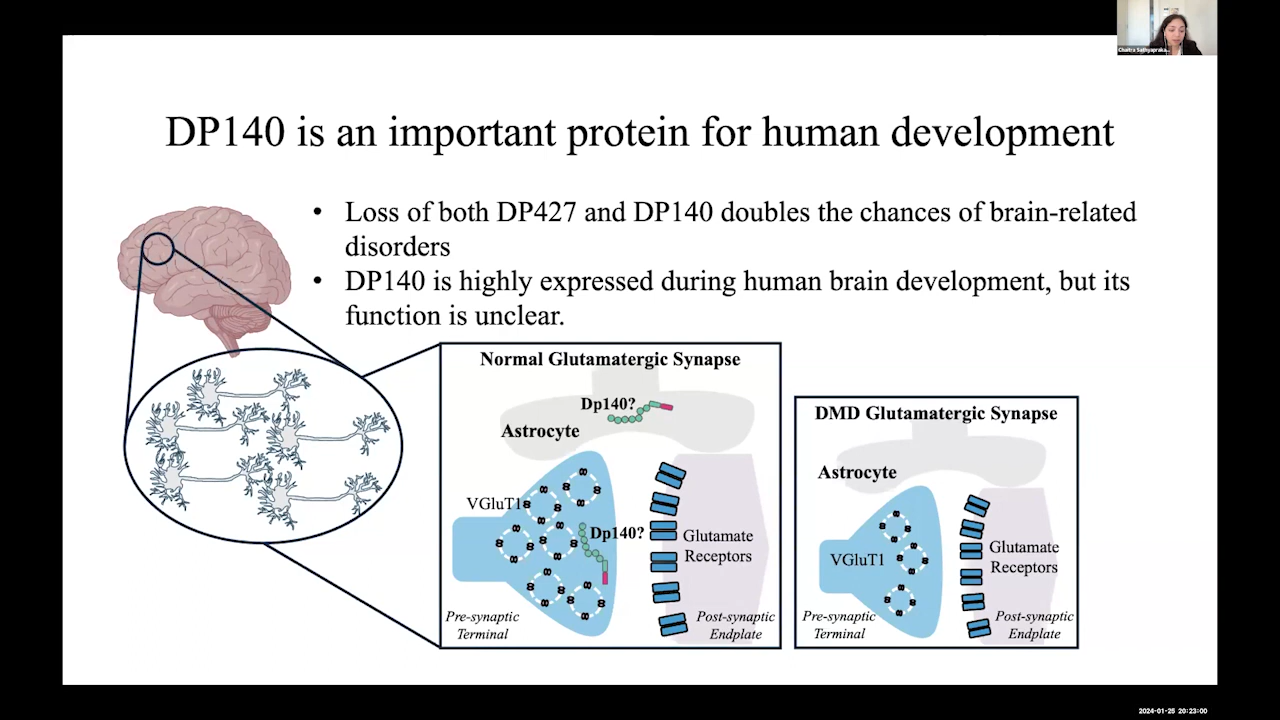 Chaitra Sathyapraka...
DP140 is an important protein for human development
• Loss of both DP427 and DP140 doubles the chances of brain-related
disorders
• DP140 is highly expressed during human brain development, but its
function is unclear.
Normal Glutamatergic Synapse
Dp140?
Astrocyte
VGluT1
Dp140?
Glutamate
Receptors
Pre-synaptic
Terminal
Post-synaptic
Endplate
DMD Glutamatergic Synapse
Astrocyte
VGluT1
Glutamate
Receptors
Pre-synaptic
Terminal
Post-synaptic
Endplate
2024-01-25 20:23:00